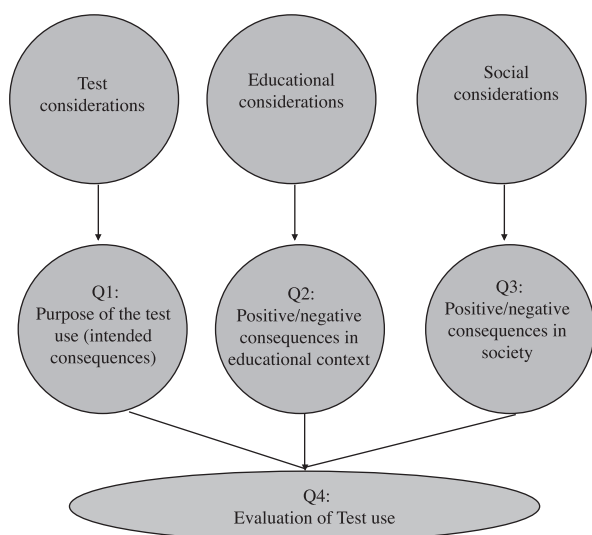 Test
considerations
Educational
considerations
Social
considerations
Q1:
Purpose of the test
use (intended
consequences)
Q2:
Positive/negative
consequences in
educational context
Q3:
Positive/negative
consequences in
society
Q4:
Evaluation of Test use